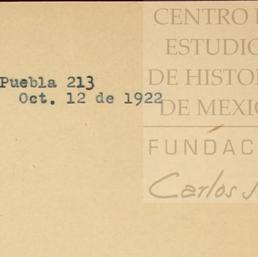 CENTRO
ESTUDIO
DE HISTO
DE MEXIC
Puebla 213
Oct. 12 de 1922
FUNDAC
Carlos